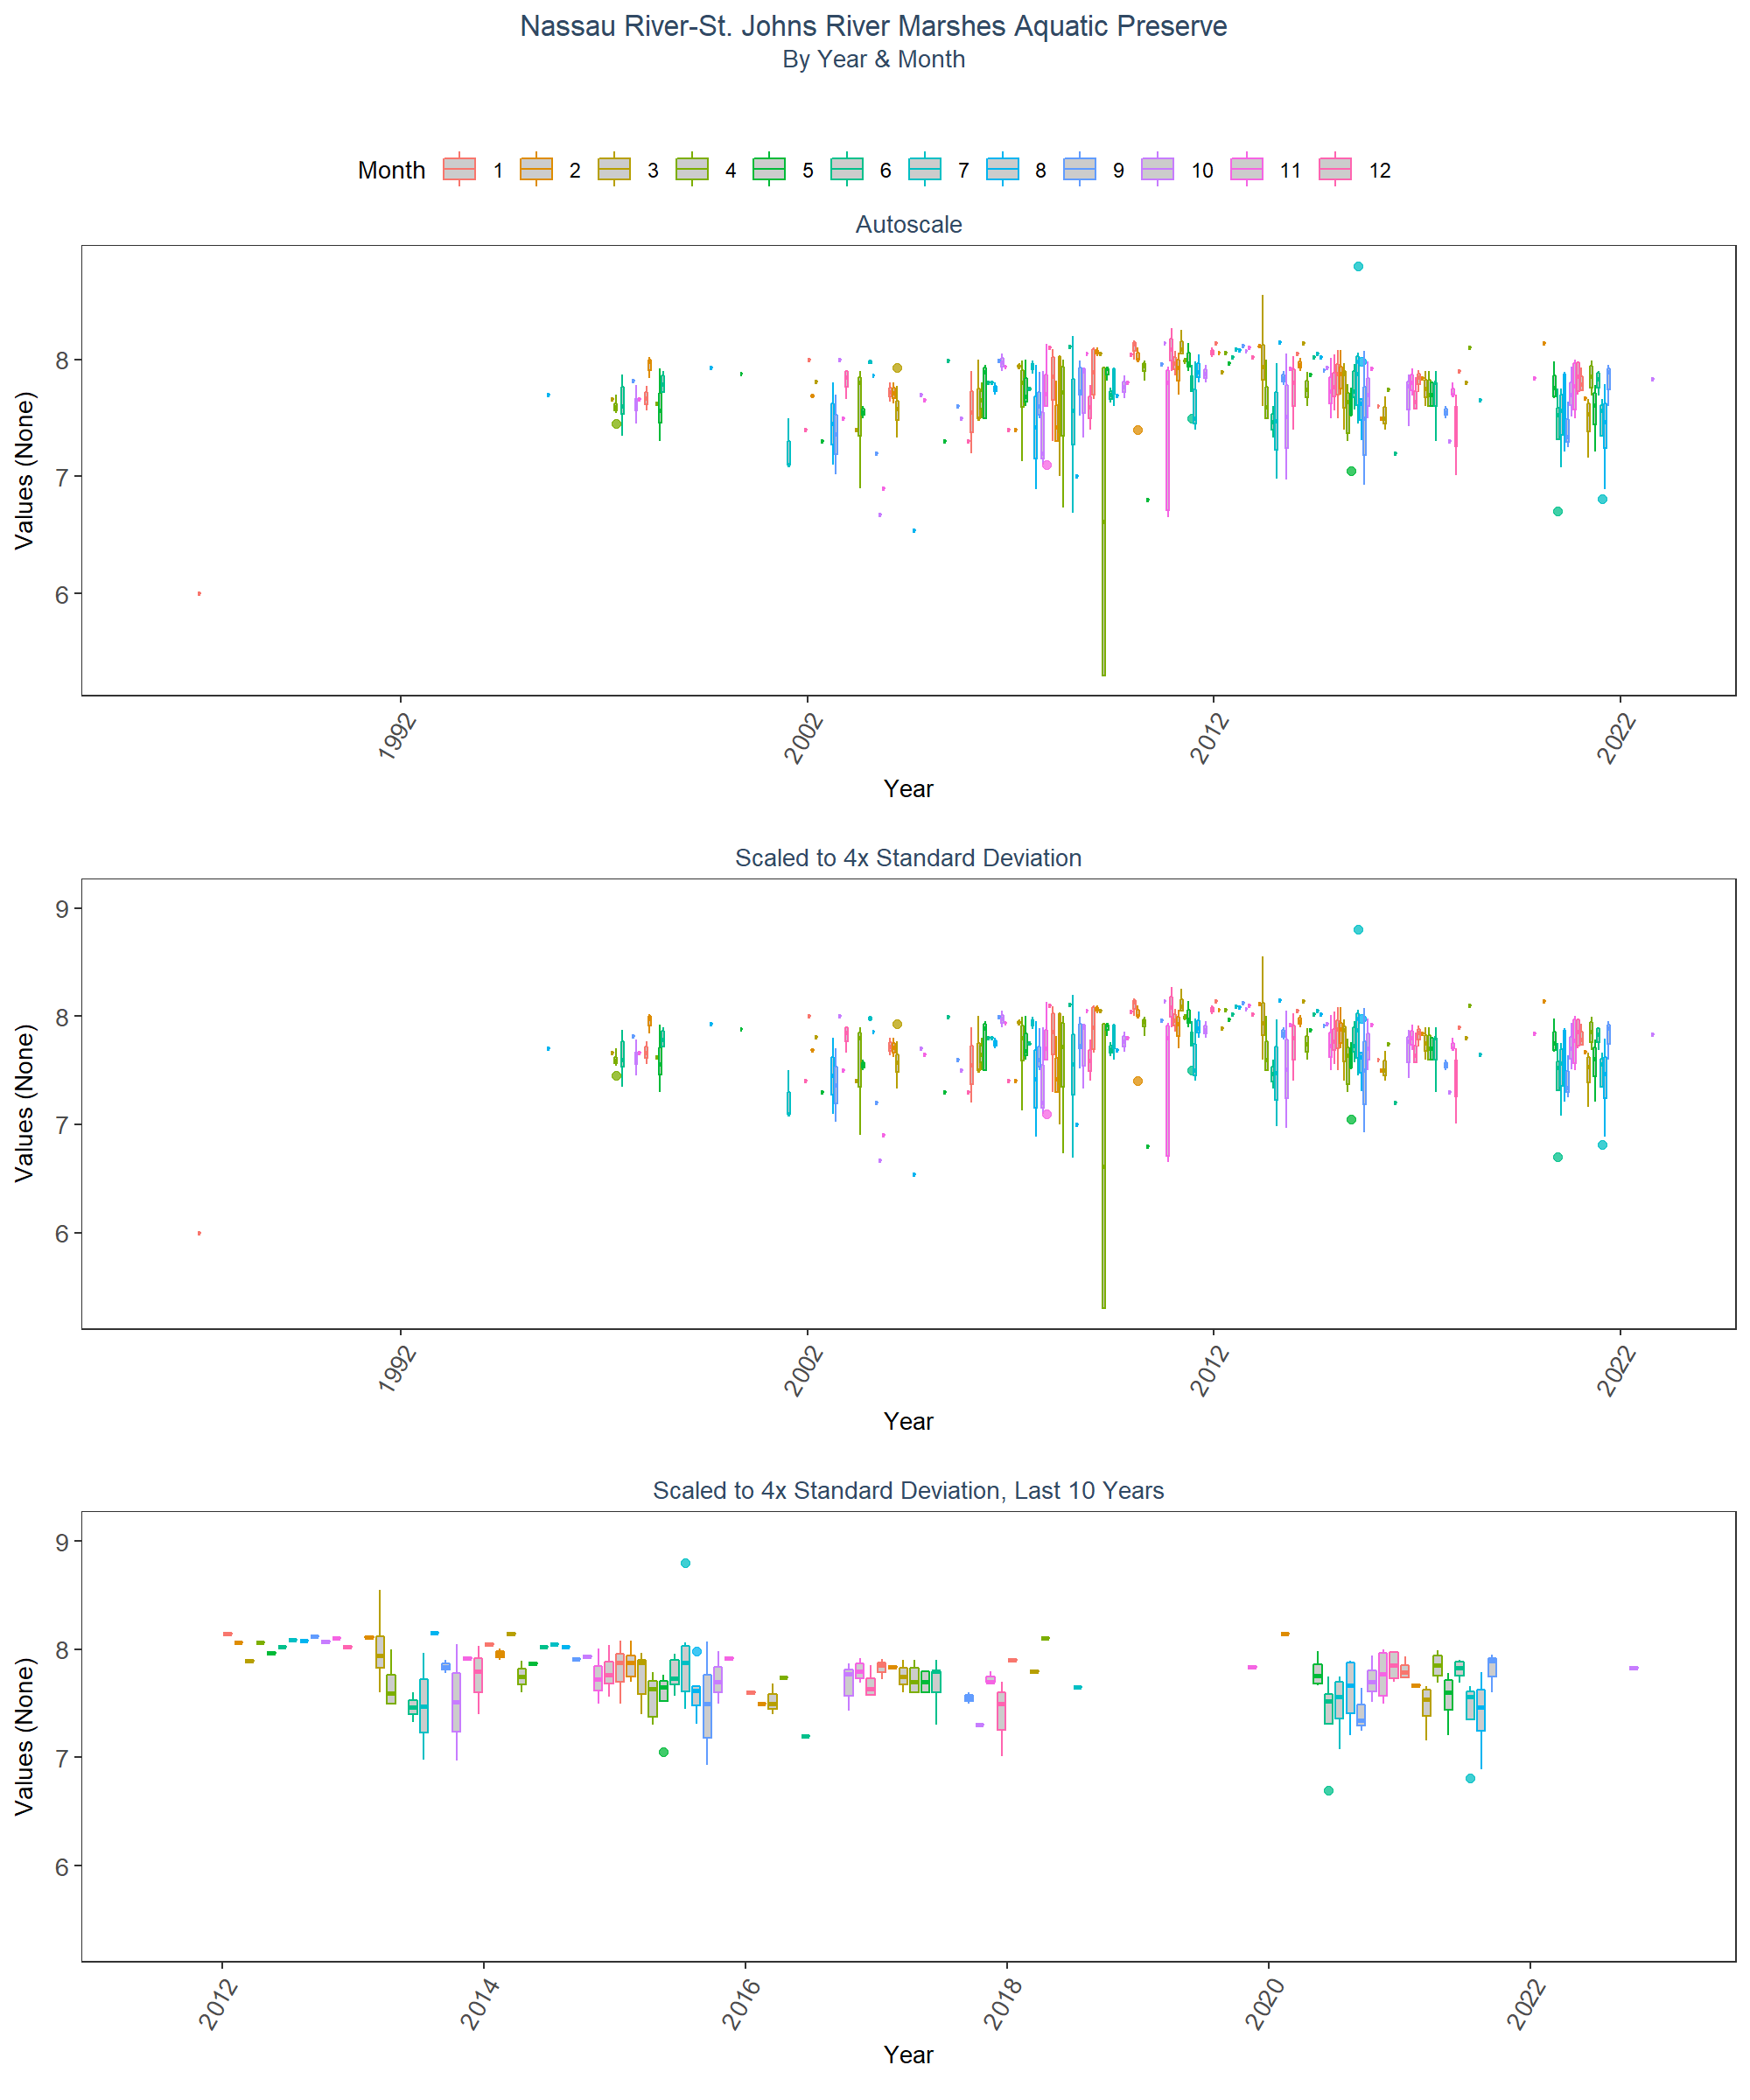 Nassau River-St. Johns River Marshes Aquatic Preserve
By Year & Month
Month 1 2 3 4 5 6 7 8 9 10 11 12
Autoscale
Values (None)
8
7
6
1992 2002 2012 2022
Year
Scaled to 4x Standard Deviation
Values (None)
9
8
7
6
1992 2002 2012 2022
Year
Scaled to 4x Standard Deviation, Last 10 Years
Values (None)
9
8
7
6
2012 2014 2016 2018 2020 2022
Year